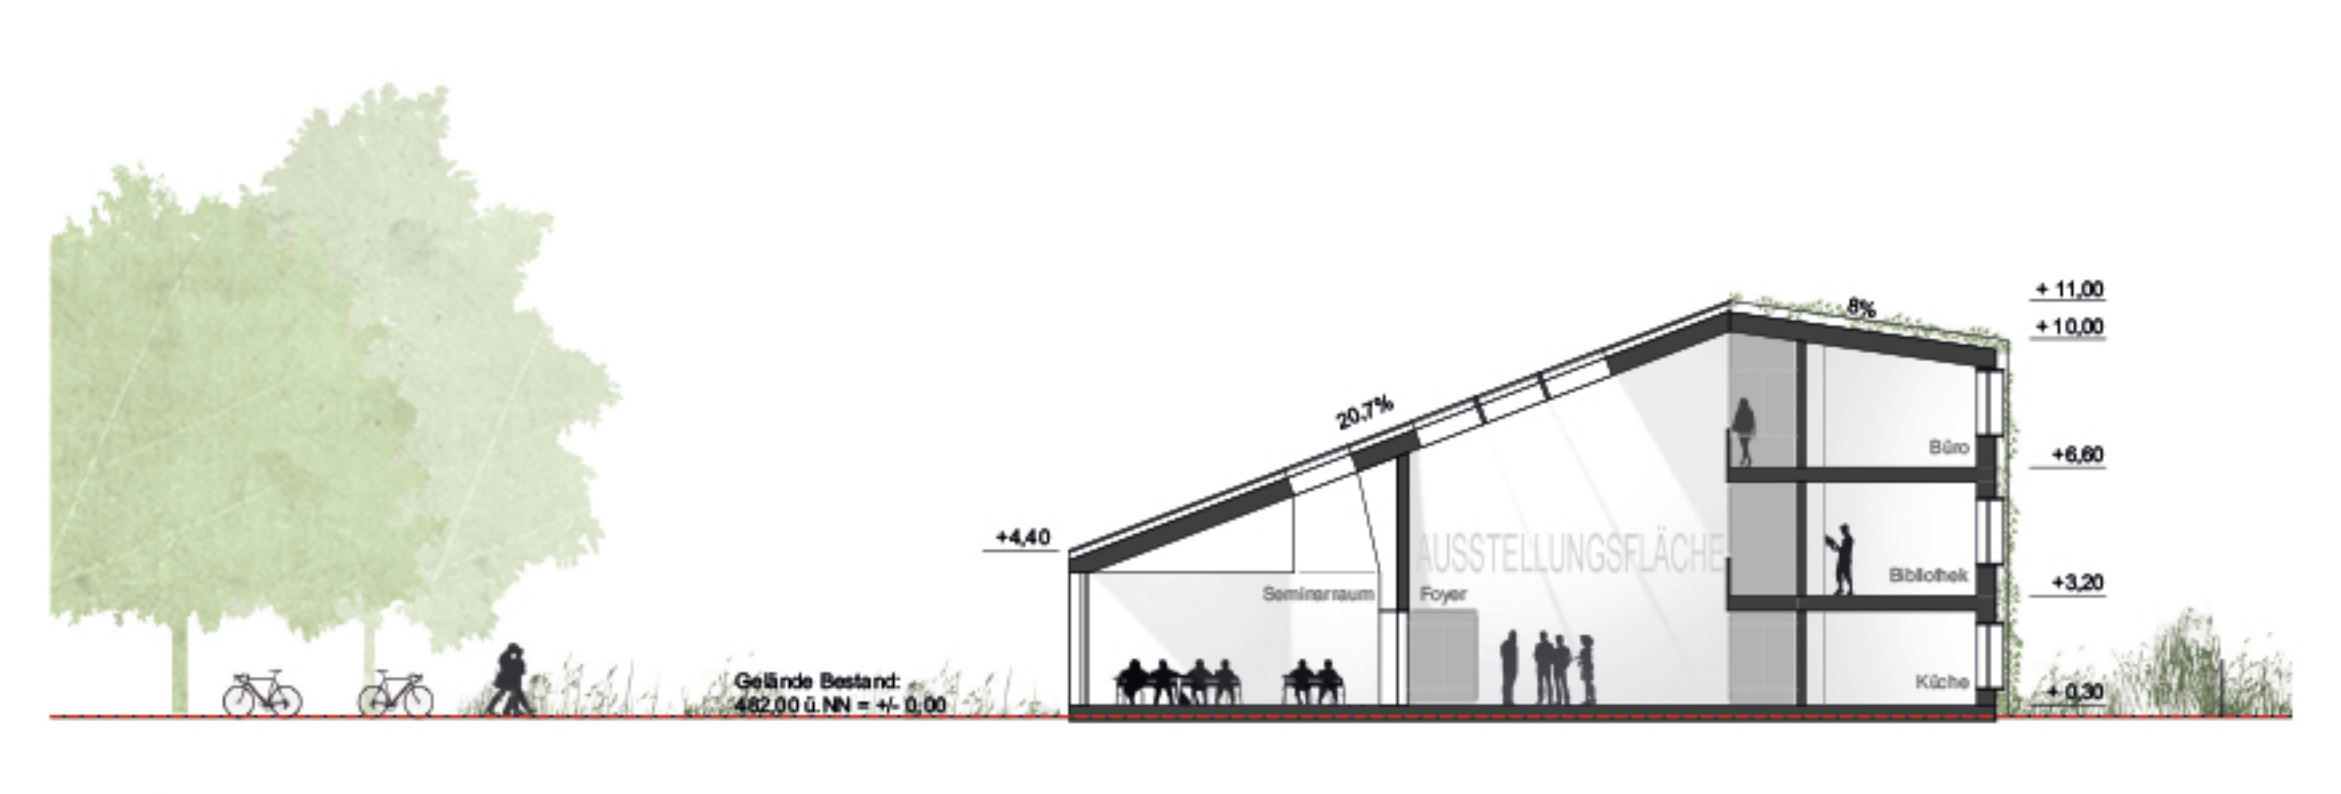 + 11,00
8%
+ 10,00
20,7%
Büro
+6,60
+4,40
AUSSTELLUNGSFLÄCHE
Bibliothek
+3,20
Seminarraum
Foyer
Gelände Bestand:
482,00 ü.NN = +/- 0,00
Küche
+ 0,30